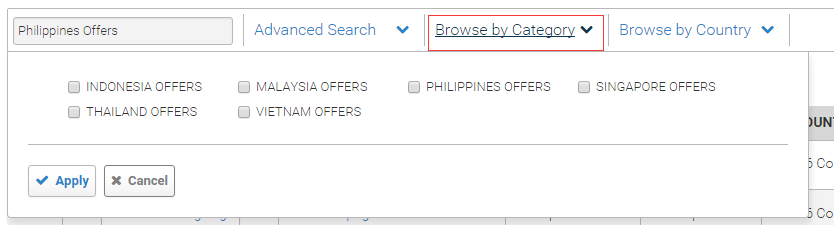 Philippines Offers Advanced Search Browse by Category Browse by Country
INDONESIA OFFERS MALAYSIA OFFERS PHILIPPINES OFFERS SINGAPORE OFFERS
THAILAND OFFERS VIETNAM OFFERS
Apply Cancel